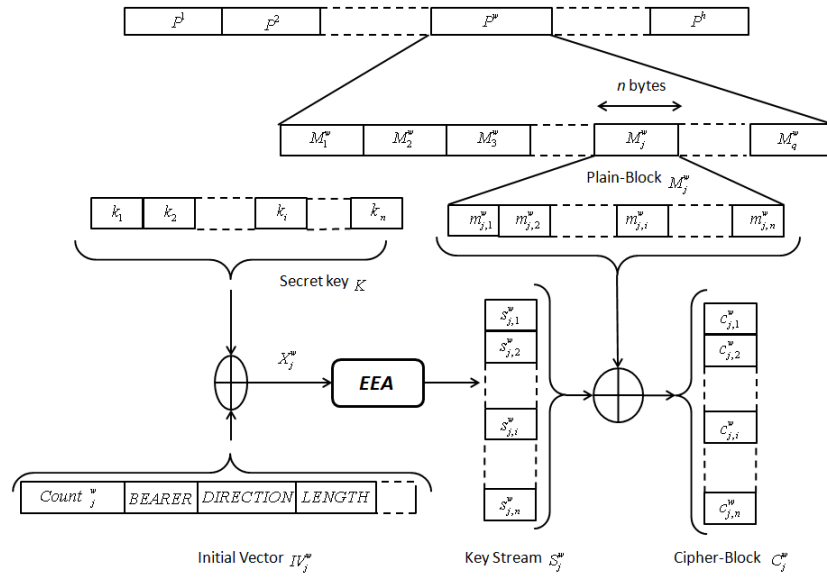 P^1 P^2 P^w P^h
n bytes
M_1^w M_2^w M_3^w M_j^w M_q^w
Plain-Block M_j^w
k_1 k_2 k_i k_n
m_{j,1}^w m_{j,2}^w m_{j,i}^w m_{j,n}^w
Secret key K
X_j^w
EEA
s_{j,1}^w
s_{j,2}^w
s_{j,i}^w
s_{j,n}^w
c_{j,1}^w
c_{j,2}^w
c_{j,i}^w
c_{j,n}^w
Count_j^w BEARER DIRECTION LENGTH
Initial Vector IV_j^w
Key Stream S_j^w
Cipher-Block C_j^w